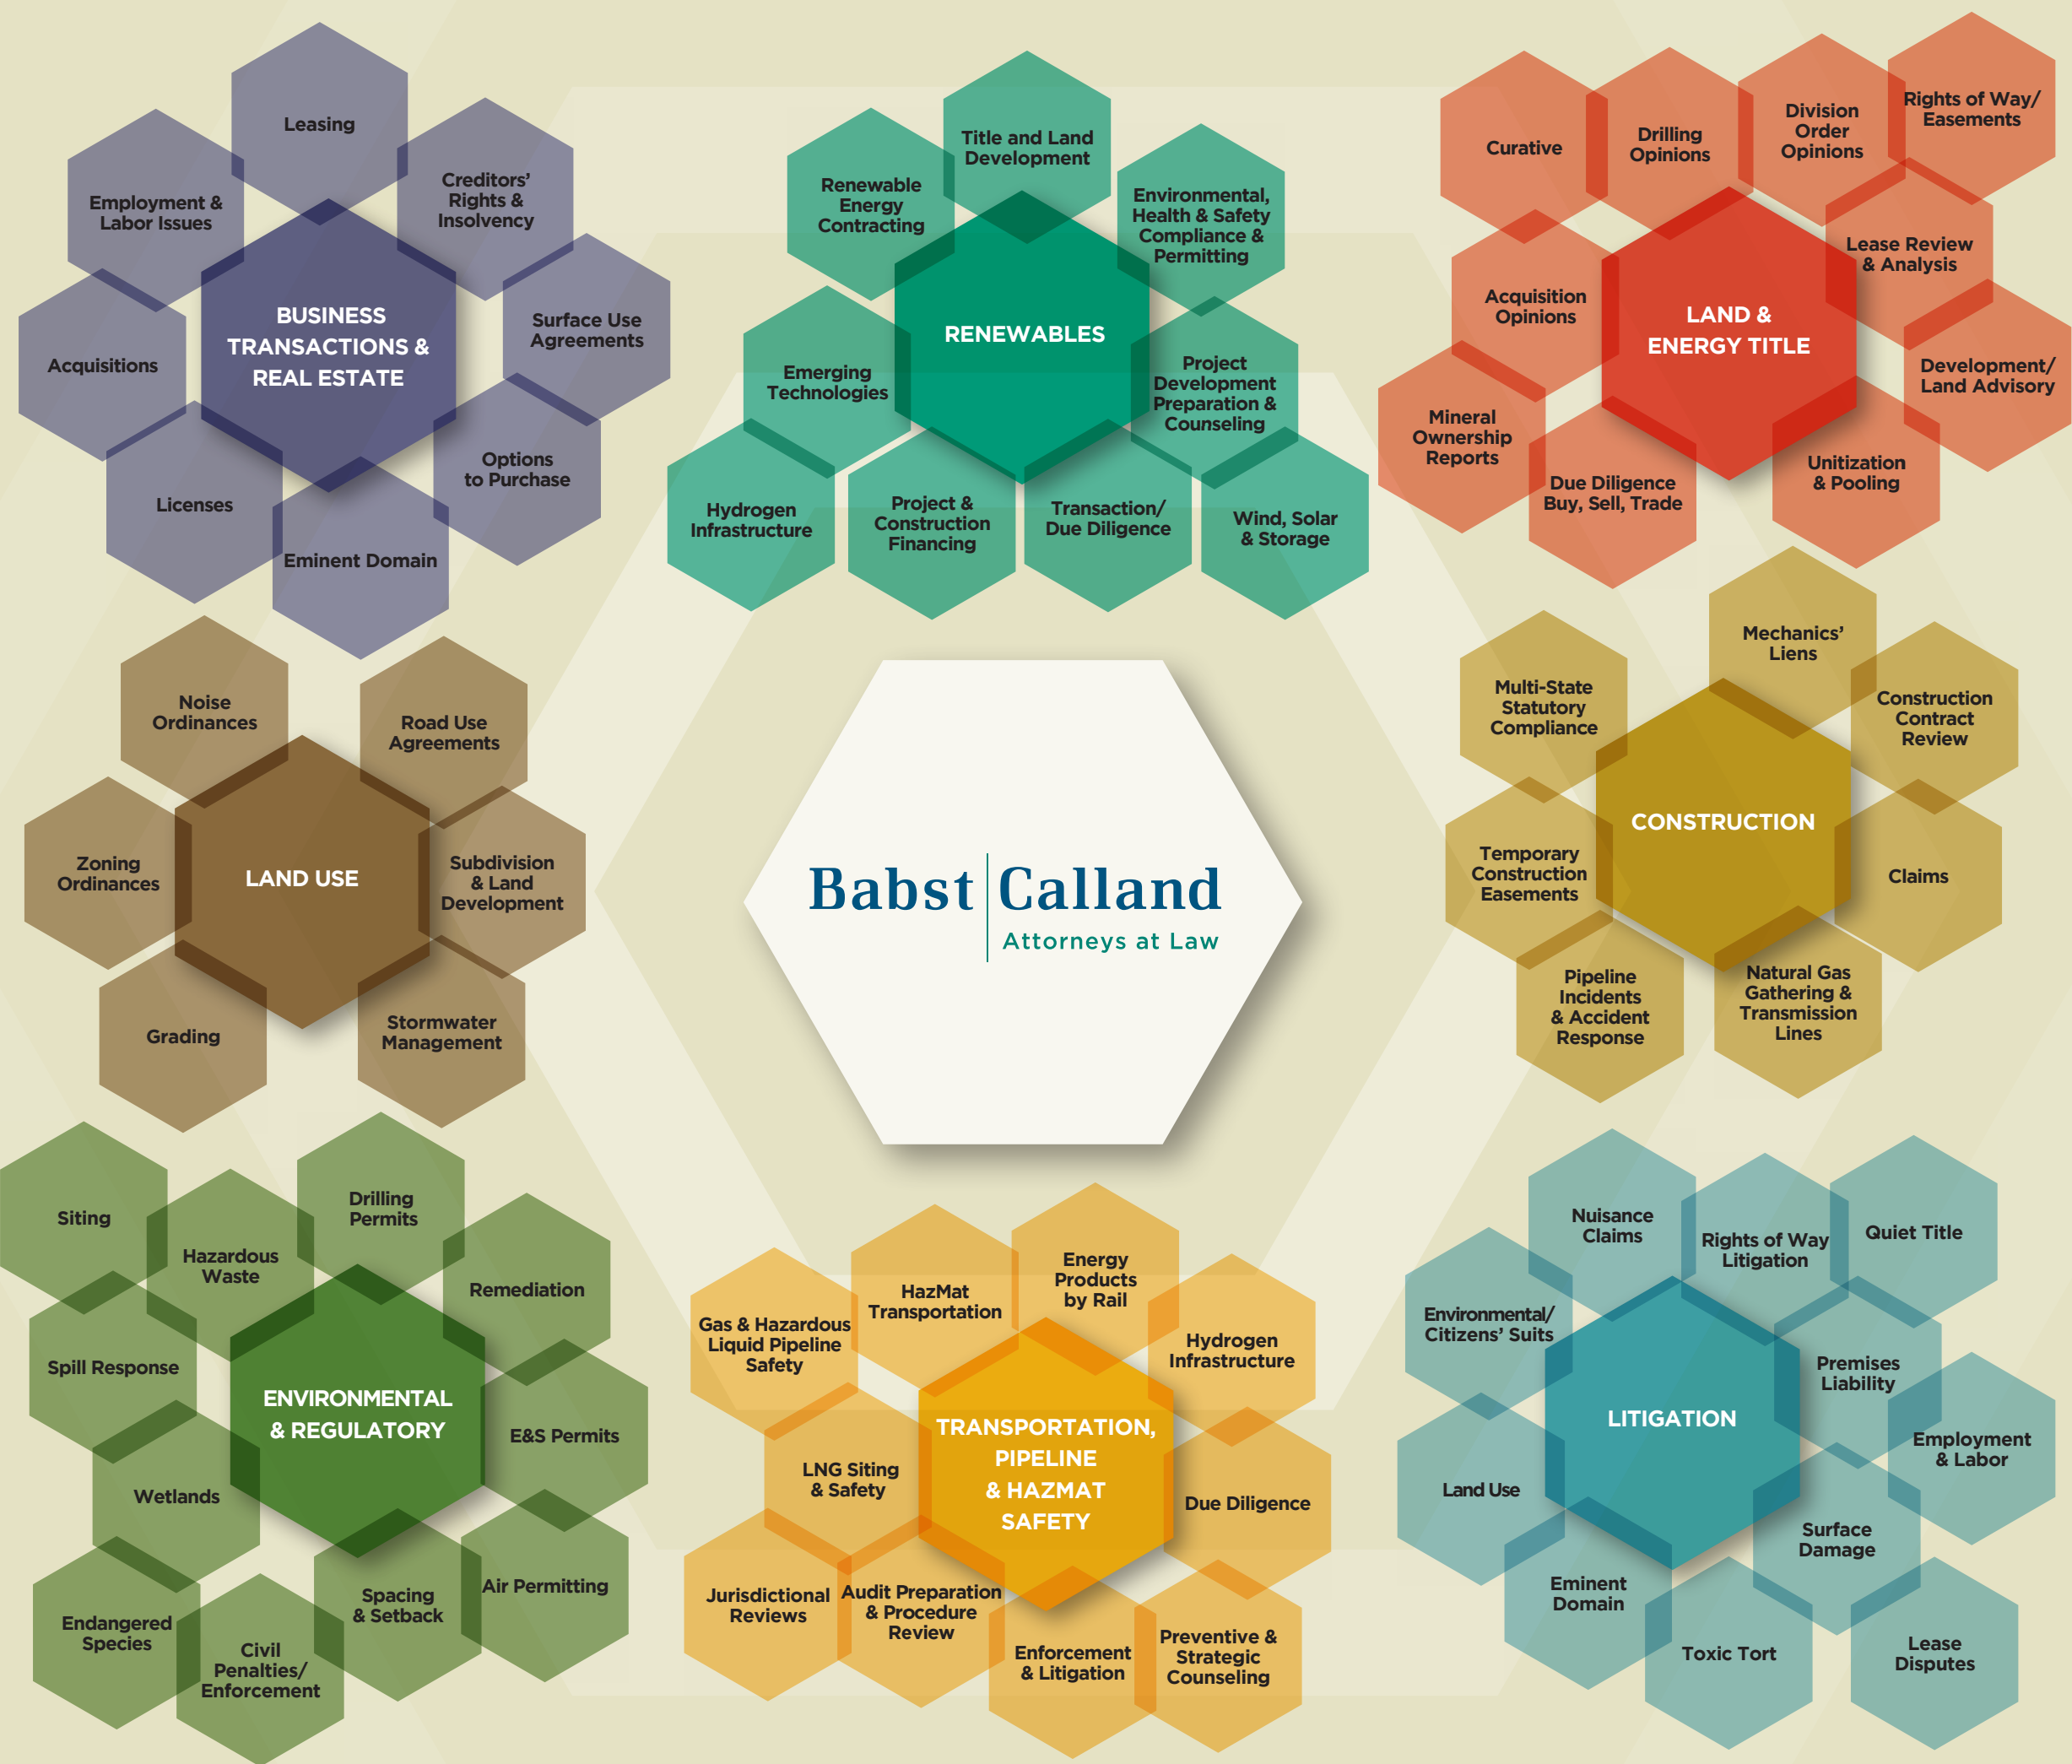 Leasing
Employment &
Labor Issues
Creditors’
Rights &
Insolvency
Surface Use
Agreements
Acquisitions
BUSINESS
TRANSACTIONS &
REAL ESTATE
Options
to Purchase
Licenses
Eminent Domain
Title and Land
Development
Renewable
Energy
Contracting
Environmental,
Health & Safety
Compliance &
Permitting
RENEWABLES
Emerging
Technologies
Project
Development
Preparation &
Counseling
Hydrogen
Infrastructure
Project &
Construction
Financing
Transaction/
Due Diligence
Wind, Solar
& Storage
Curative
Drilling
Opinions
Division
Order
Opinions
Rights of Way/
Easements
Lease Review
& Analysis
Acquisition
Opinions
LAND &
ENERGY TITLE
Development/
Land Advisory
Mineral
Ownership
Reports
Due Diligence
Buy, Sell, Trade
Unitization
& Pooling
Noise
Ordinances
Road Use
Agreements
Zoning
Ordinances
LAND USE
Subdivision
& Land
Development
Grading
Stormwater
Management
Babst Calland
Attorneys at Law
Mechanics’
Liens
Multi-State
Statutory
Compliance
Construction
Contract
Review
CONSTRUCTION
Temporary
Construction
Easements
Claims
Pipeline
Incidents
& Accident
Response
Natural Gas
Gathering &
Transmission
Lines
Siting
Hazardous
Waste
Drilling
Permits
Remediation
Spill Response
ENVIRONMENTAL
& REGULATORY
E&S Permits
Wetlands
Air Permitting
Spacing
& Setback
Endangered
Species
Civil
Penalties/
Enforcement
Energy
Products
by Rail
HazMat
Transportation
Gas & Hazardous
Liquid Pipeline
Safety
Hydrogen
Infrastructure
TRANSPORTATION,
PIPELINE
& HAZMAT
SAFETY
LNG Siting
& Safety
Due Diligence
Jurisdictional
Reviews
Audit Preparation
& Procedure
Review
Enforcement
& Litigation
Preventive &
Strategic
Counseling
Nuisance
Claims
Rights of Way
Litigation
Quiet Title
Environmental/
Citizens’ Suits
Premises
Liability
LITIGATION
Employment
& Labor
Land Use
Surface
Damage
Eminent
Domain
Toxic Tort
Lease
Disputes